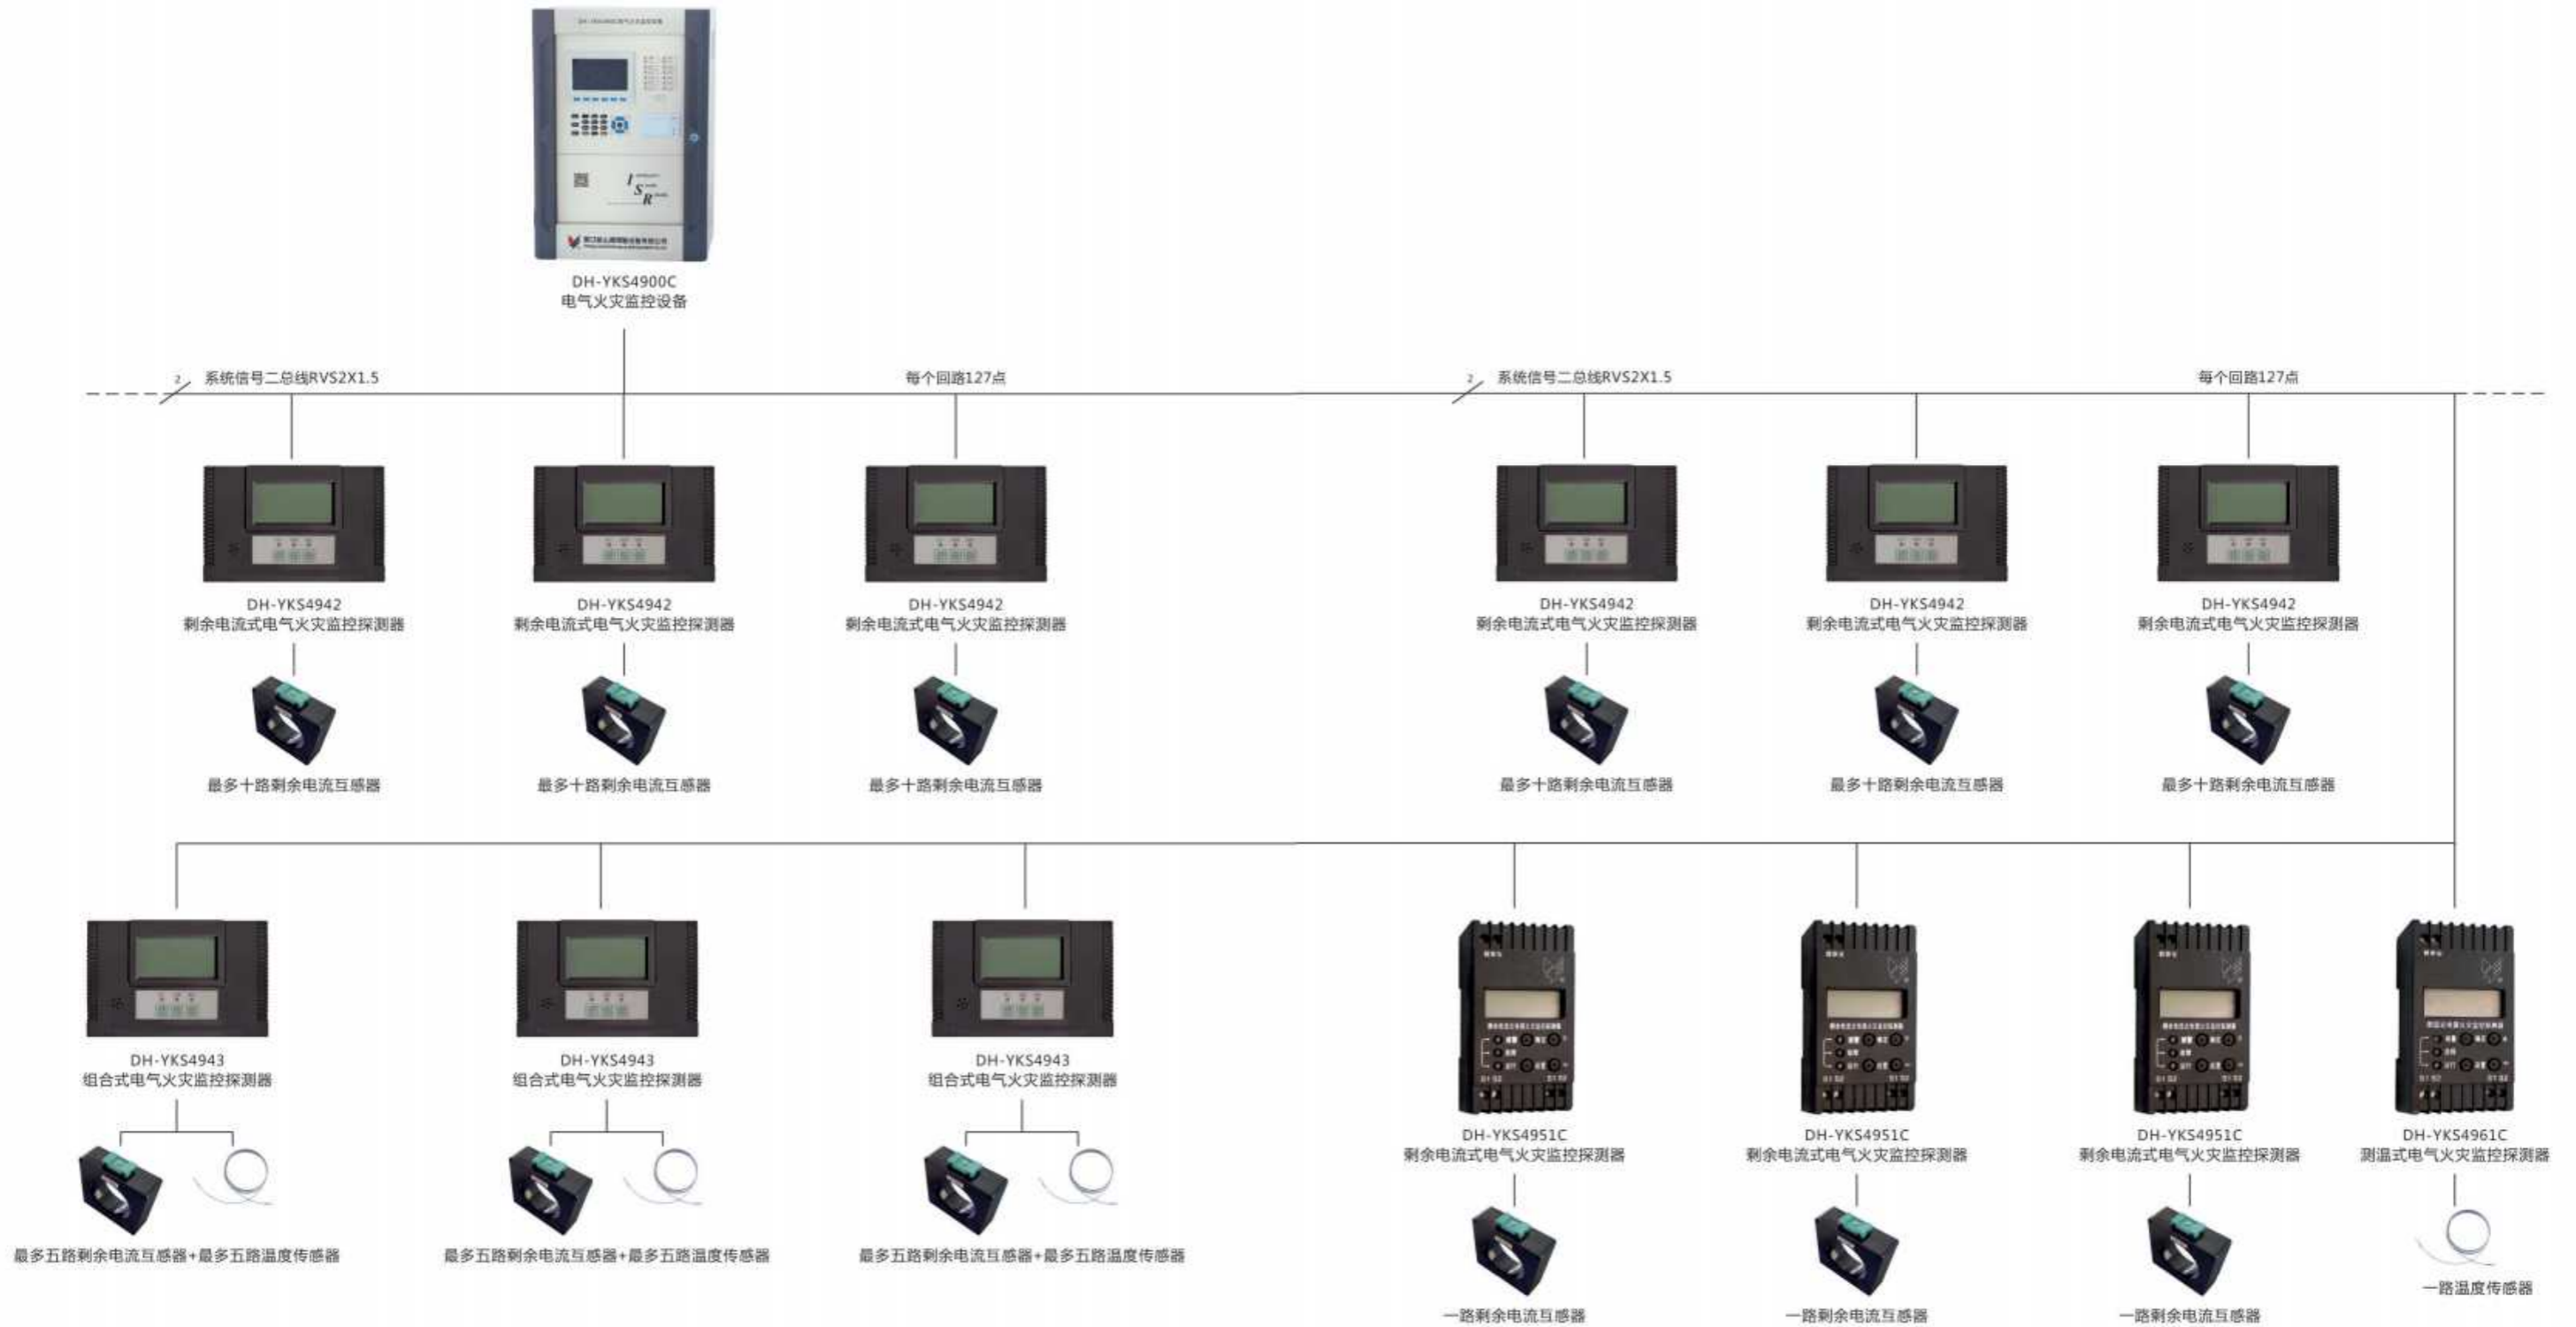 DH-YKS4900C
电气火灾监控设备
2 系统信号二总线RVS2X1.5 每个回路127点 2 系统信号二总线RVS2X1.5 每个回路127点
DH-YKS4942 DH-YKS4942 DH-YKS4942 DH-YKS4942 DH-YKS4942 DH-YKS4942
剩余电流式电气火灾监控探测器 剩余电流式电气火灾监控探测器 剩余电流式电气火灾监控探测器 剩余电流式电气火灾监控探测器 剩余电流式电气火灾监控探测器 剩余电流式电气火灾监控探测器
最多十路剩余电流互感器 最多十路剩余电流互感器 最多十路剩余电流互感器 最多十路剩余电流互感器 最多十路剩余电流互感器 最多十路剩余电流互感器
DH-YKS4943 DH-YKS4943 DH-YKS4943
组合式电气火灾监控探测器 组合式电气火灾监控探测器 组合式电气火灾监控探测器
DH-YKS4951C DH-YKS4951C DH-YKS4951C DH-YKS4961C
剩余电流式电气火灾监控探测器 剩余电流式电气火灾监控探测器 剩余电流式电气火灾监控探测器 测温式电气火灾监控探测器
最多五路剩余电流互感器+最多五路温度传感器 最多五路剩余电流互感器+最多五路温度传感器 最多五路剩余电流互感器+最多五路温度传感器
一路温度传感器
一路剩余电流互感器 一路剩余电流互感器 一路剩余电流互感器